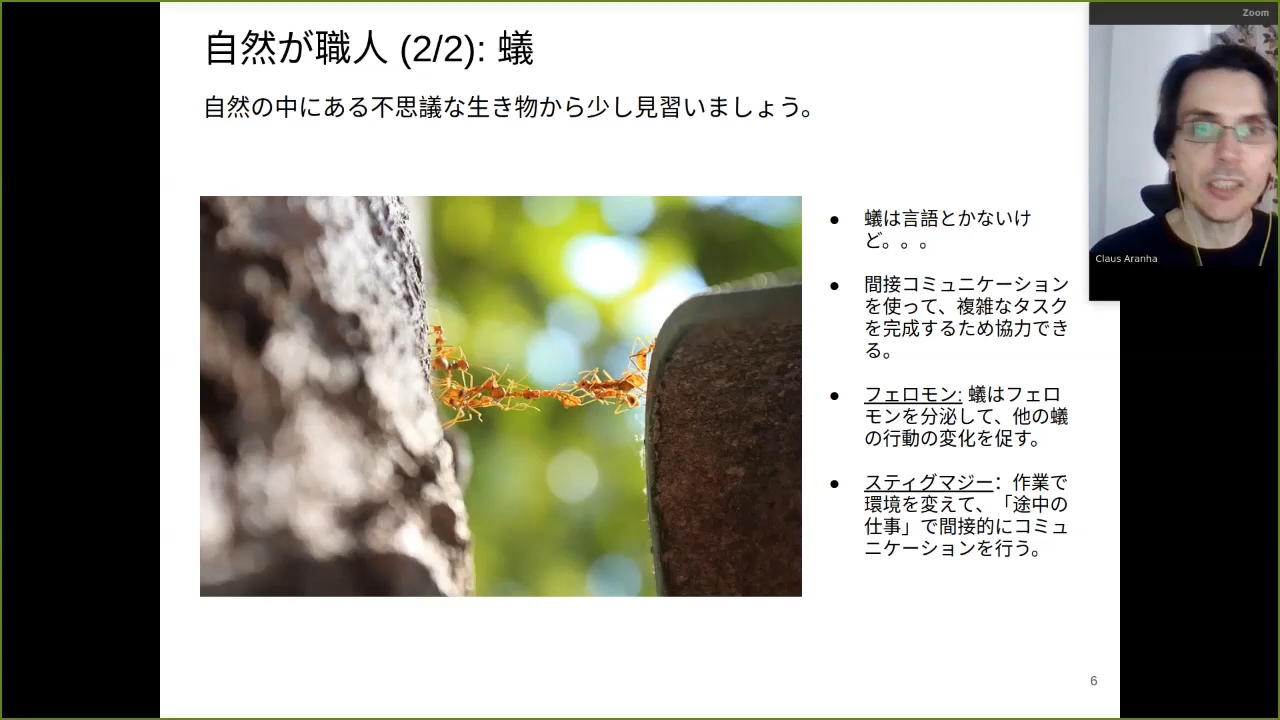 自然が職人 (2/2): 蟻
自然の中にある不思議な生き物から少し見習いましょう。
● 蟻は言語とかないけ
ど。。。
● 間接コミュニケーション
を使って、複雑なタスク
を完成するため協力でき
る。
● フェロモン: 蟻はフェロ
モンを分泌して、他の蟻
の行動の変化を促す。
● スティグマジー：作業で
環境を変えて、「途中の
仕事」で間接的にコミュ
ニケーションを行う。
6
Zoom
Claus Aranha